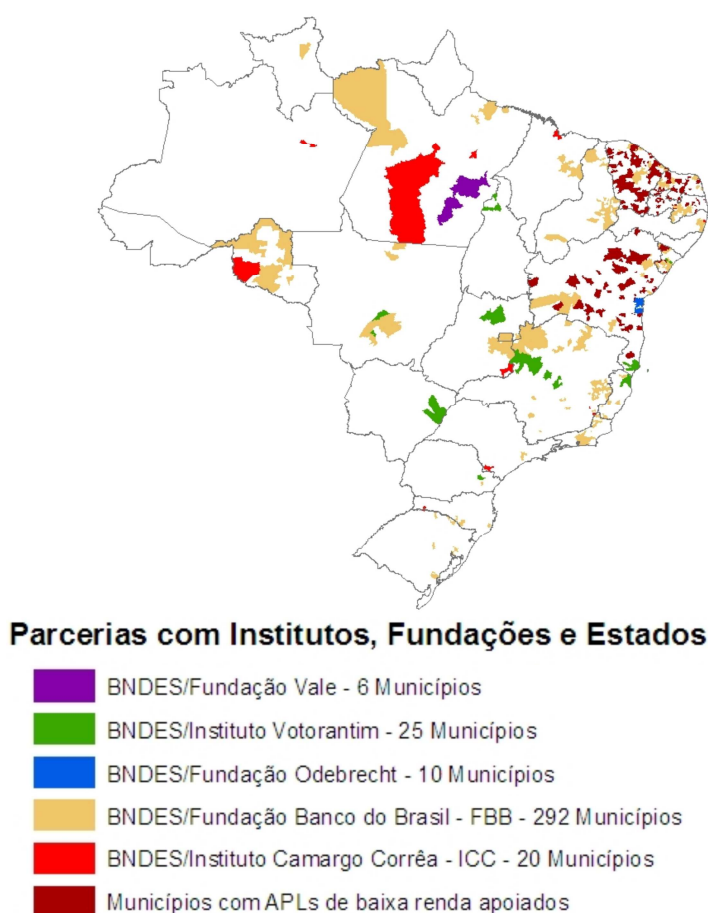 Parcerias com Institutos, Fundações e Estados
BNDES/Fundação Vale - 6 Municípios
BNDES/Instituto Votorantim - 25 Municípios
BNDES/Fundação Odebrecht - 10 Municípios
BNDES/Fundação Banco do Brasil - FBB - 292 Municípios
BNDES/Instituto Camargo Corrêa - ICC - 20 Municípios
Municípios com APLs de baixa renda apoiados